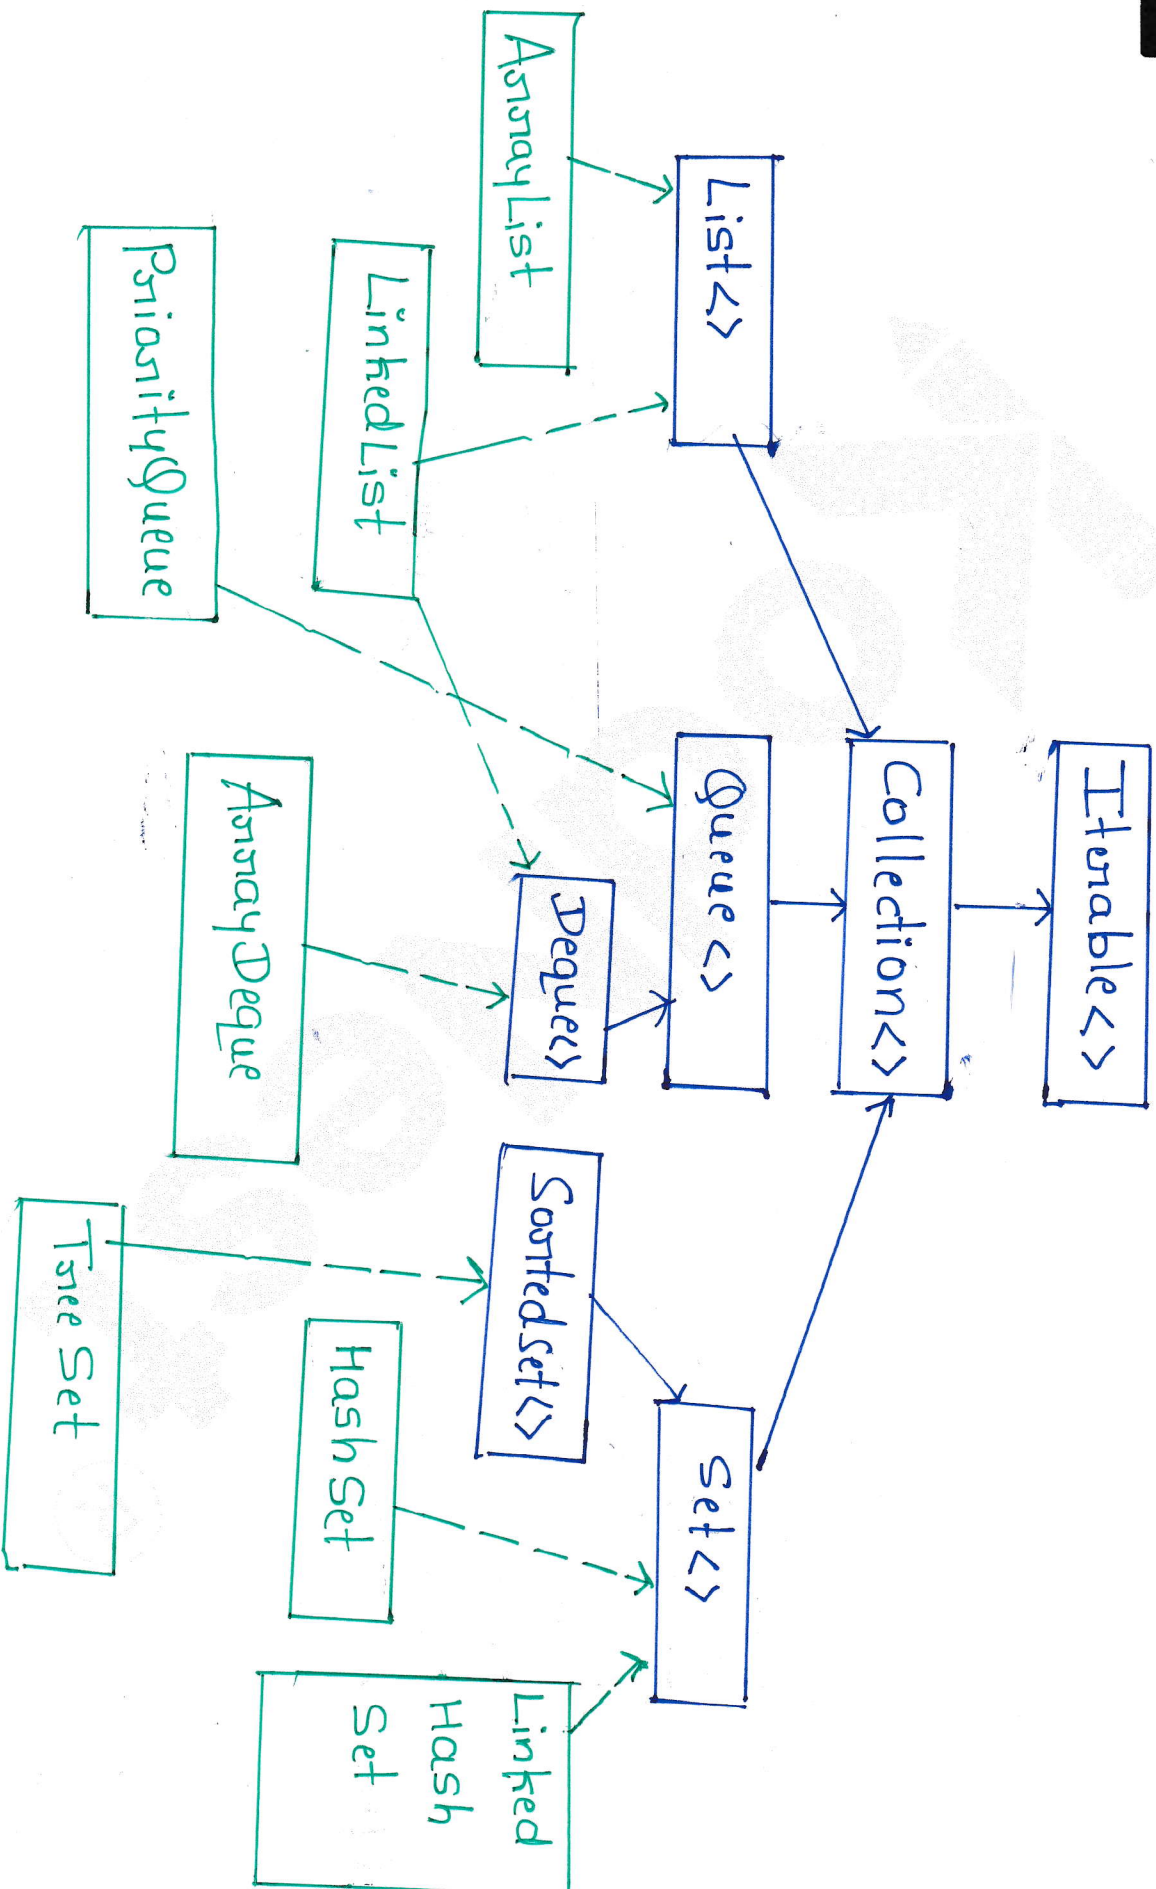 Iterable<>
Collection<>
List<>
Queue<>
Set<>
Deque<>
SortedSet<>
ArrayList
LinkedList
PriorityQueue
ArrayDeque
TreeSet
HashSet
Linked
Hash
Set